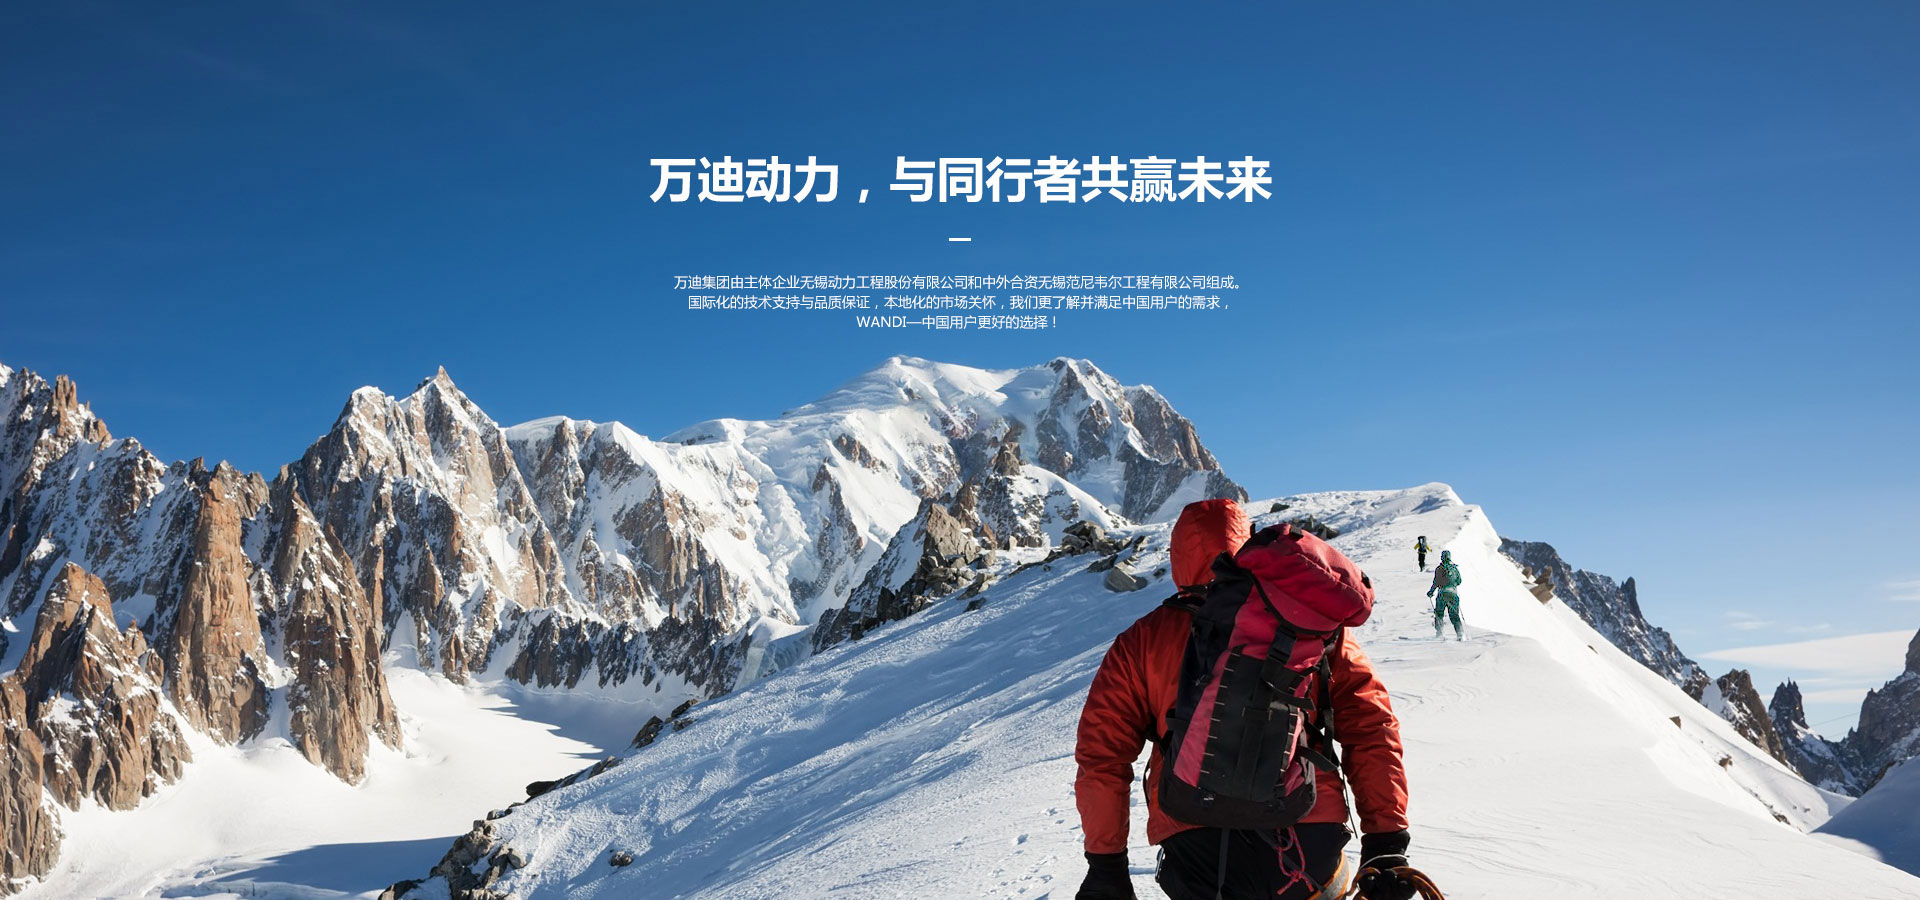 万迪动力，与同行者共赢未来
万迪集团由主体企业无锡动力工程股份有限公司和中外合资无锡范尼韦尔工程有限公司组成。
国际化的技术支持与品质保证，本地化的市场关怀，我们更了解并满足中国用户的需求，
WANDI—中国用户更好的选择！